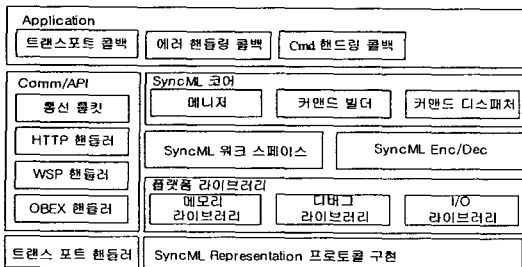 Application
트랜스포트 콜백
에러 핸들링 콜백
Cmd 핸드링 콜백
Comm/API
통신 툴킷
HTTP 핸들러
WSP 핸들러
OBEX 핸들러
트랜스 포트 핸들러
SyncML 코어
메니저
커맨드 빌더
커맨드 디스패처
SyncML 워크 스페이스
SyncML Enc/Dec
플랫폼 라이브러리
메모리
라이브러리
디버그
라이브러리
I/O
라이브러리
SyncML Representation 프로토콜 구현